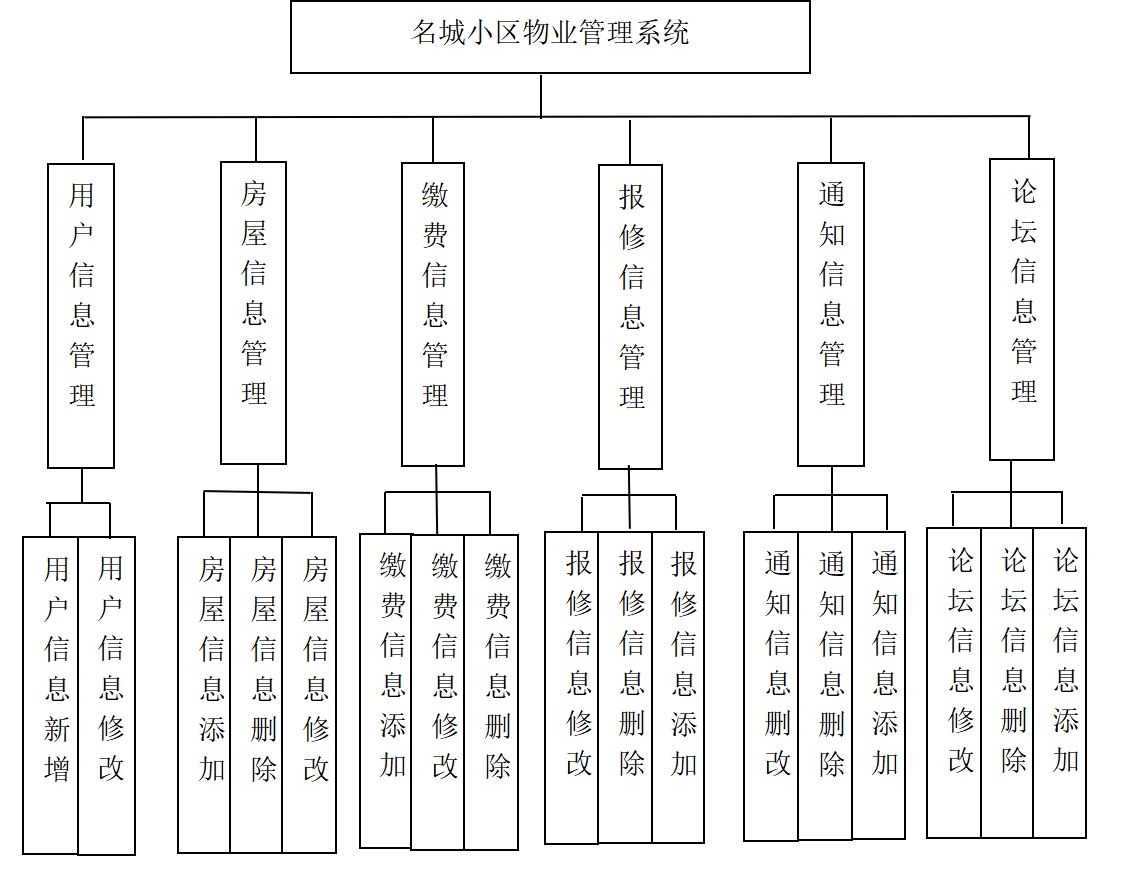 名城小区物业管理系统
用户信息管理
房屋信息管理
缴费信息管理
报修信息管理
通知信息管理
论坛信息管理
用户信息新增
用户信息修改
房屋信息添加
房屋信息删除
房屋信息修改
缴费信息添加
缴费信息修改
缴费信息删除
报修信息修改
报修信息删除
报修信息添加
通知信息删改
通知信息删除
通知信息添加
论坛信息修改
论坛信息删除
论坛信息添加